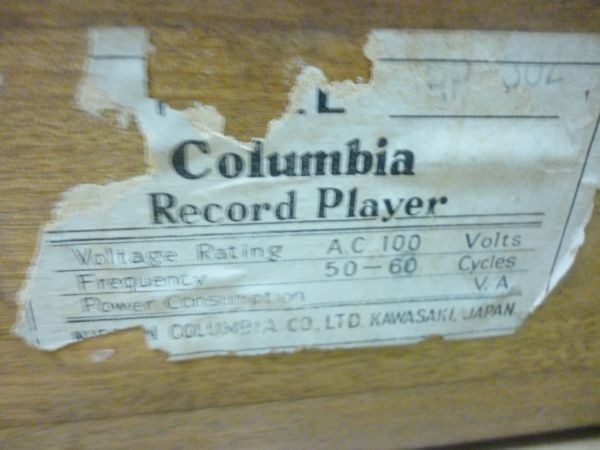 Columbia
Record Player
Voltage Rating A.C 100 Volts
Frequency 50-60 Cycles
Power Consumption V.A
COLUMBIA CO., LTD. KAWASAKI, JAPAN.